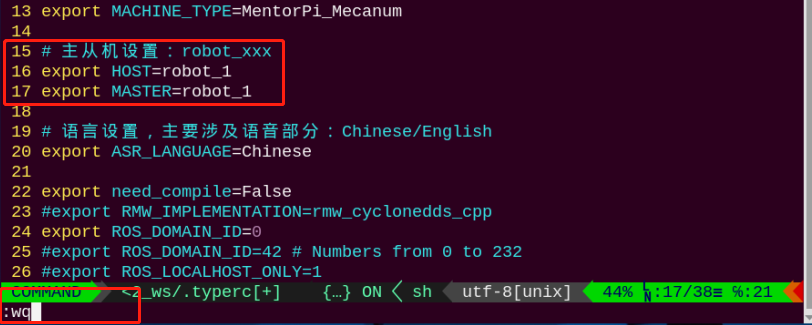 13 export MACHINE_TYPE=MentorPi_Mecanum
14
15 # 主从机设置：robot_xxx
16 export HOST=robot_1
17 export MASTER=robot_1
18
19 # 语言设置，主要涉及语音部分：Chinese/English
20 export ASR_LANGUAGE=Chinese
21
22 export need_compile=False
23 #export RMW_IMPLEMENTATION=rmw_cyclonedds_cpp
24 export ROS_DOMAIN_ID=0
25 #export ROS_DOMAIN_ID=42 # Numbers from 0 to 232
26 #export ROS_LOCALHOST_ONLY=1
COMMAND <2_ws/.typerc[+] {…} ON sh utf-8[unix] 44% ㏑:17/38≡ ℅:21
:wq